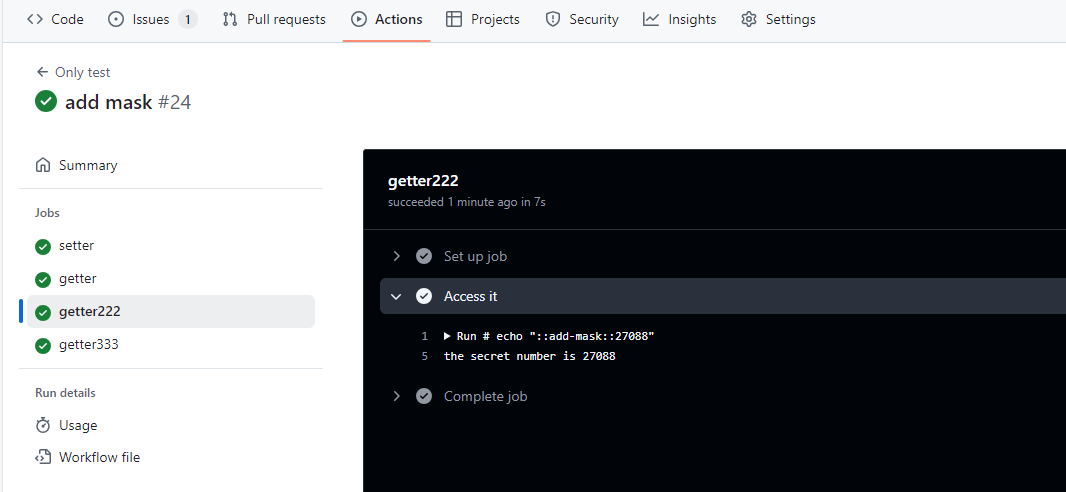 Code Issues 1 Pull requests Actions Projects Security Insights Settings
Only test
add mask #24
Summary
Jobs
setter
getter
getter222
getter333
Run details
Usage
Workflow file
getter222
succeeded 1 minute ago in 7s
Set up job
Access it
1 Run # echo "::add-mask::27088"
5 the secret number is 27088
Complete job